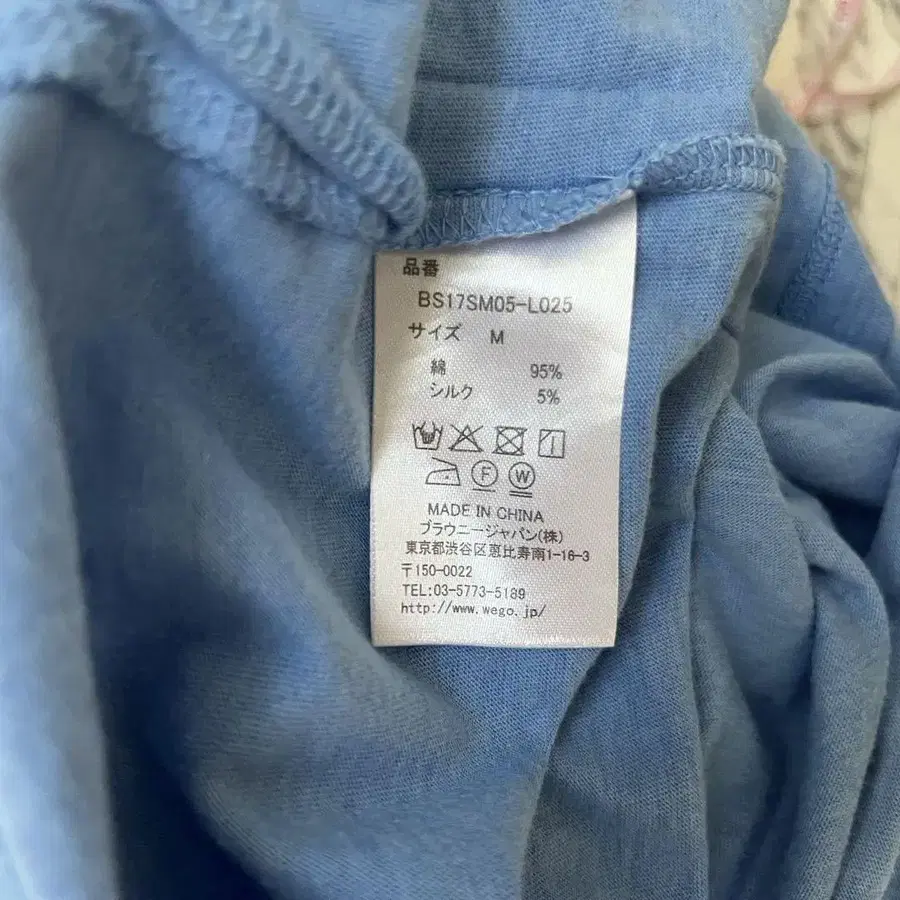 品番
BS17SM05-L025
サイズ M
綿 95%
シルク 5%
F W
MADE IN CHINA
ブラウニージャパン(株)
東京都渋谷区恵比寿南1-16-3
〒150-0022
TEL:03-5773-5189
http://www.wego.jp/